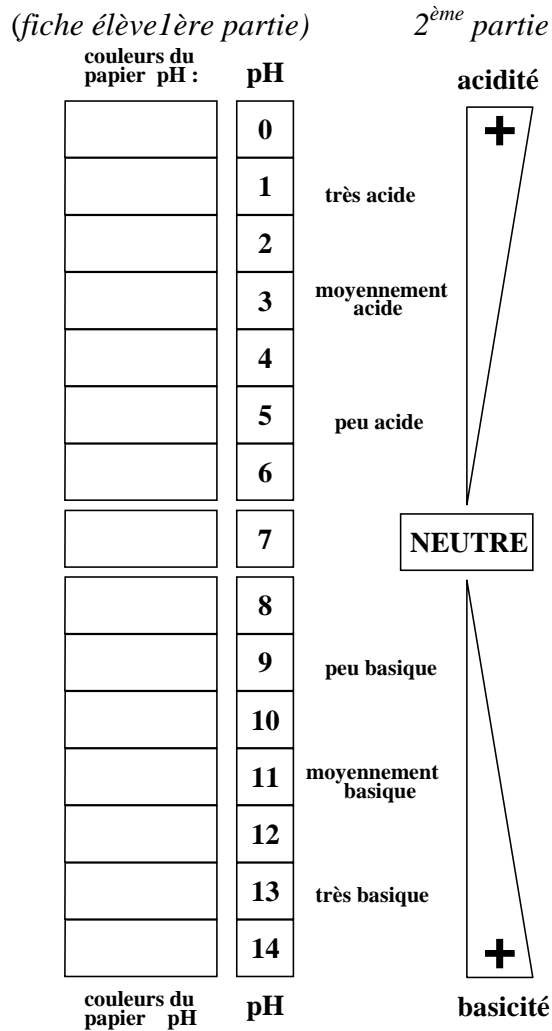 (fiche élève1ère partie) 2ème partie
couleurs du
papier pH : pH acidité
0 +
1 très acide
2
3 moyennement
acide
4
5 peu acide
6
7 NEUTRE
8
9 peu basique
10
11 moyennement
basique
12
13 très basique
14 +
couleurs du
papier pH pH basicité